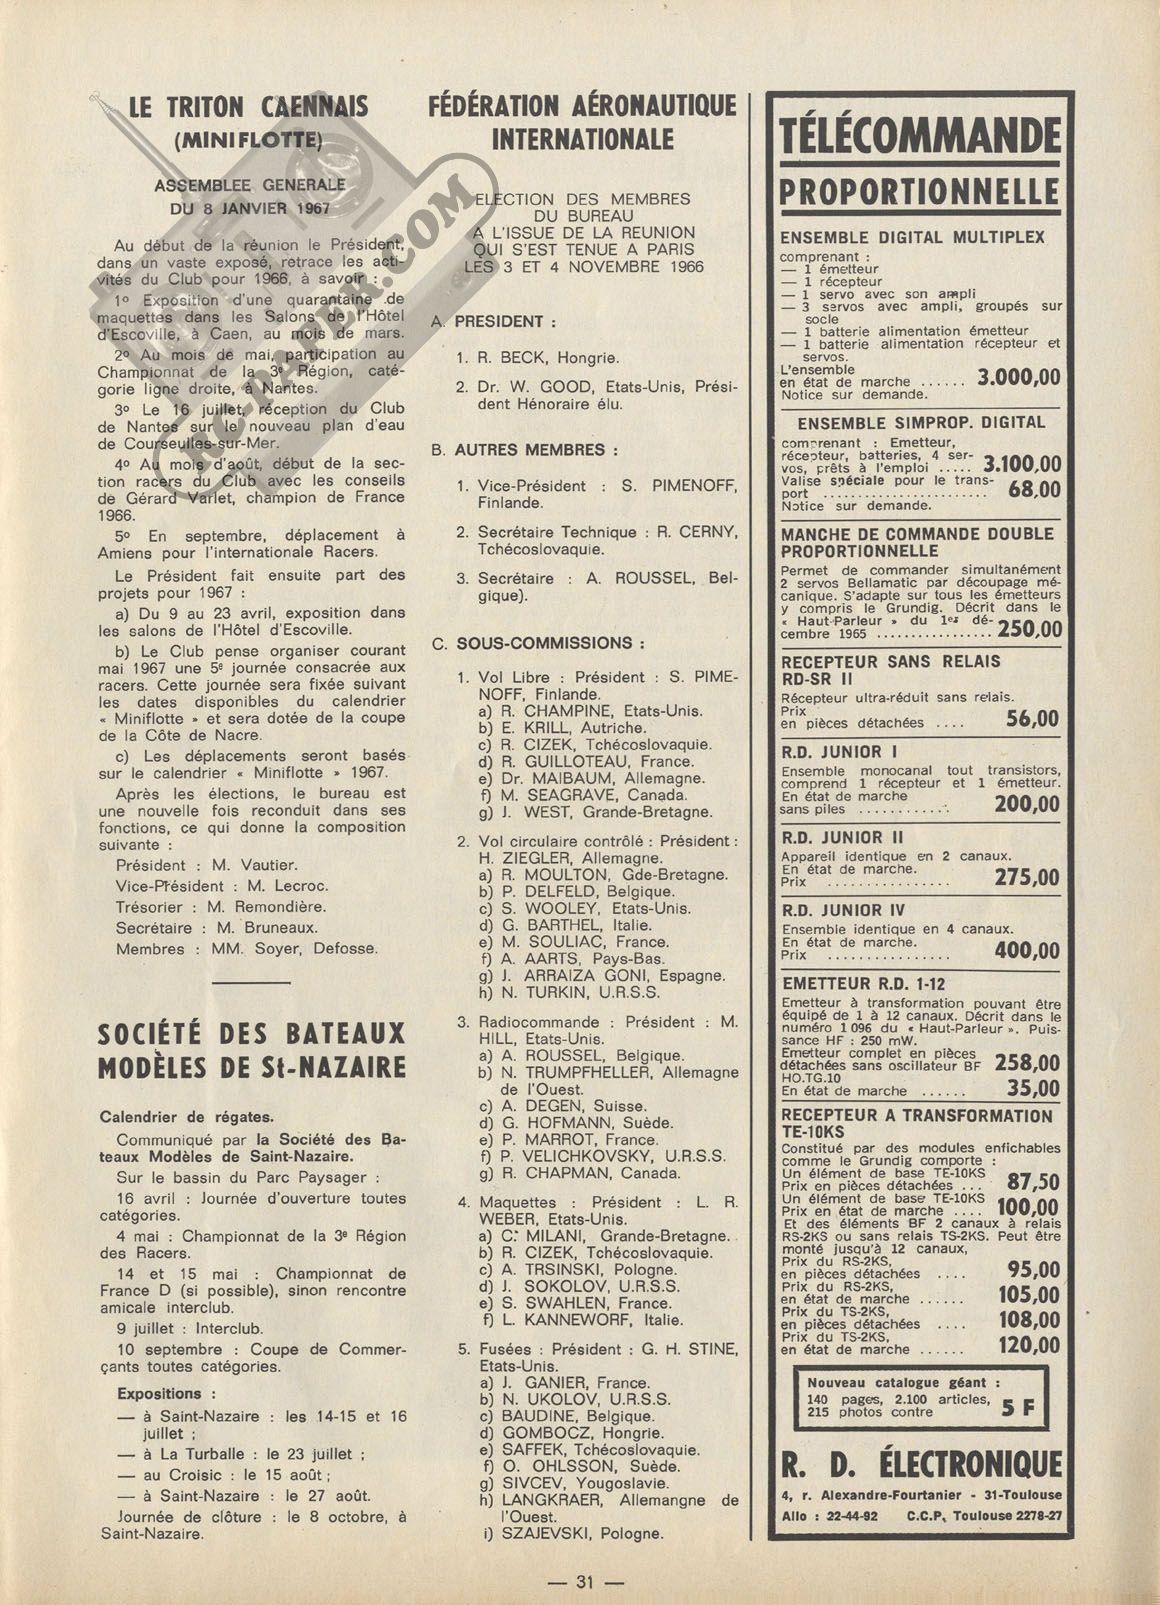 LE TRITON CAENNAIS
(MINIFLOTTE)
ASSEMBLEE GENERALE
DU 8 JANVIER 1967
Au début de la réunion le Président,
dans un vaste exposé, retrace les acti-
vités du Club pour 1966, à savoir :
1º Exposition d'une quarantaine de
maquettes dans les Salons de l'Hôtel
d'Escoville, à Caen, au mois de mars.
2º Au mois de mai, participation au
Championnat de la 3e Région, caté-
gorie ligne droite, à Nantes.
3º Le 16 juillet, réception du Club
de Nantes sur le nouveau plan d'eau
de Courseulles-sur-Mer.
4º Au mois d'août, début de la sec-
tion racers du Club avec les conseils
de Gérard Varlet, champion de France
1966.
5º En septembre, déplacement à
Amiens pour l'internationale Racers.
Le Président fait ensuite part des
projets pour 1967 :
a) Du 9 au 23 avril, exposition dans
les salons de l'Hôtel d'Escoville.
b) Le Club pense organiser courant
mai 1967 une 5e journée consacrée aux
racers. Cette journée sera fixée suivant
les dates disponibles du calendrier
« Miniflotte » et sera dotée de la coupe
de la Côte de Nacre.
c) Les déplacements seront basés
sur le calendrier « Miniflotte » 1967.
Après les élections, le bureau est
une nouvelle fois reconduit dans ses
fonctions, ce qui donne la composition
suivante :
Président : M. Vautier.
Vice-Président : M. Lecroc.
Trésorier : M. Remondière.
Secrétaire : M. Bruneaux.
Membres : MM. Soyer, Defosse.
SOCIÉTÉ DES BATEAUX
MODÈLES DE St-NAZAIRE
Calendrier de régates.
Communiqué par la Société des Ba-
teaux Modèles de Saint-Nazaire.
Sur le bassin du Parc Paysager :
16 avril : Journée d'ouverture toutes
catégories.
4 mai : Championnat de la 3e Région
des Racers.
14 et 15 mai : Championnat de
France D (si possible), sinon rencontre
amicale interclub.
9 juillet : Interclub.
10 septembre : Coupe de Commer-
çants toutes catégories.
Expositions :
— à Saint-Nazaire : les 14-15 et 16
juillet ;
— à La Turballe : le 23 juillet ;
— au Croisic : le 15 août ;
— à Saint-Nazaire : le 27 août.
Journée de clôture : le 8 octobre, à
Saint-Nazaire.
FÉDÉRATION AÉRONAUTIQUE
INTERNATIONALE
ELECTION DES MEMBRES
DU BUREAU
A L'ISSUE DE LA REUNION
QUI S'EST TENUE A PARIS
LES 3 ET 4 NOVEMBRE 1966
A. PRESIDENT :
1. R. BECK, Hongrie.
2. Dr. W. GOOD, Etats-Unis, Prési-
dent Hénoraire élu.
B. AUTRES MEMBRES :
1. Vice-Président : S. PIMENOFF,
Finlande.
2. Secrétaire Technique : R. CERNY,
Tchécoslovaquie.
3. Secrétaire : A. ROUSSEL, Bel-
gique).
C. SOUS-COMMISSIONS :
1. Vol Libre : Président : S. PIME-
NOFF, Finlande.
a) R. CHAMPINE, Etats-Unis.
b) E. KRILL, Autriche.
c) R. CIZEK, Tchécoslovaquie.
d) R. GUILLOTEAU, France.
e) Dr. MAIBAUM, Allemagne.
f) M. SEAGRAVE, Canada.
g) J. WEST, Grande-Bretagne.
2. Vol circulaire contrôlé : Président :
H. ZIEGLER, Allemagne.
a) R. MOULTON, Gde-Bretagne.
b) P. DELFELD, Belgique.
c) S. WOOLEY, Etats-Unis.
d) G. BARTHEL, Italie.
e) M. SOULIAC, France.
f) A. AARTS, Pays-Bas.
g) J. ARRAIZA GONI, Espagne.
h) N. TURKIN, U.R.S.S.
3. Radiocommande : Président : M.
HILL, Etats-Unis.
a) A. ROUSSEL, Belgique.
b) N. TRUMPFHELLER, Allemagne
de l'Ouest.
c) A. DEGEN, Suisse.
d) G. HOFMANN, Suède.
e) P. MARROT, France.
f) P. VELICHKOVSKY, U.R.S.S.
g) R. CHAPMAN, Canada.
4. Maquettes : Président : L. R.
WEBER, Etats-Unis.
a) C. MILANI, Grande-Bretagne.
b) R. CIZEK, Tchécoslovaquie.
c) A. TRSINSKI, Pologne.
d) J. SOKOLOV, U.R.S.S.
e) S. SWAHLEN, France.
f) L. KANNEWORF, Italie.
5. Fusées : Président : G. H. STINE,
Etats-Unis.
a) J. GANIER, France.
b) N. UKOLOV, U.R.S.S.
c) BAUDINE, Belgique.
d) GOMBOCZ, Hongrie.
e) SAFFEK, Tchécoslovaquie.
f) O. OHLSSON, Suède.
g) SIVCEV, Yougoslavie.
h) LANGKRAER, Allemangne de
l'Ouest.
i) SZAJEVSKI, Pologne.
TÉLÉCOMMANDE
PROPORTIONNELLE
ENSEMBLE DIGITAL MULTIPLEX
comprenant :
— 1 émetteur
— 1 récepteur
— 1 servo avec son ampli
— 3 servos avec ampli, groupés sur
socle
— 1 batterie alimentation émetteur
— 1 batterie alimentation récepteur et
servos.
L'ensemble
en état de marche ...... 3.000,00
Notice sur demande.
ENSEMBLE SIMPROP. DIGITAL
comprenant : Emetteur,
récepteur, batteries, 4 ser-
vos, prêts à l'emploi ..... 3.100,00
Valise spéciale pour le trans-
port ........................ 68,00
Notice sur demande.
MANCHE DE COMMANDE DOUBLE
PROPORTIONNELLE
Permet de commander simultanément
2 servos Bellamatic par découpage mé-
canique. S'adapte sur tous les émetteurs
y compris le Grundig. Décrit dans le
« Haut-Parleur » du 1er dé-
cembre 1965 ................. 250,00
RECEPTEUR SANS RELAIS
RD-SR II
Récepteur ultra-réduit sans relais.
Prix
en pièces détachées .... 56,00
R.D. JUNIOR I
Ensemble monocanal tout transistors,
comprend 1 récepteur et 1 émetteur.
En état de marche
sans piles ............. 200,00
R.D. JUNIOR II
Appareil identique en 2 canaux.
En état de marche.
Prix ................ 275,00
R.D. JUNIOR IV
Ensemble identique en 4 canaux.
En état de marche.
Prix ................ 400,00
EMETTEUR R.D. 1-12
Emetteur à transformation pouvant être
équipé de 1 à 12 canaux. Décrit dans le
numéro 1 096 du « Haut-Parleur ». Puis-
sance HF : 250 mW.
Emetteur complet en pièces
détachées sans oscillateur BF 258,00
HO.TG.10
En état de marche ...... 35,00
RECEPTEUR A TRANSFORMATION
TE-10KS
Constitué par des modules enfichables
comme le Grundig comporte :
Un élément de base TE-10KS
Prix en pièces détachées ... 87,50
Un élément de base TE-10KS
Prix en état de marche .... 100,00
Et des éléments BF 2 canaux à relais
RS-2KS ou sans relais TS-2KS. Peut être
monté jusqu'à 12 canaux,
Prix du RS-2KS,
en pièces détachées .... 95,00
Prix du RS-2KS,
en état de marche ...... 105,00
Prix du TS-2KS,
en pièces détachées .... 108,00
Prix du TS-2KS,
en état de marche ...... 120,00
Nouveau catalogue géant :
140 pages, 2.100 articles,
215 photos contre 5 F
R. D. ÉLECTRONIQUE
4, r. Alexandre-Fourtanier - 31-Toulouse
Allo : 22-44-92 C.C.P. Toulouse 2278-27
— 31 —
RC-PAPER.COM